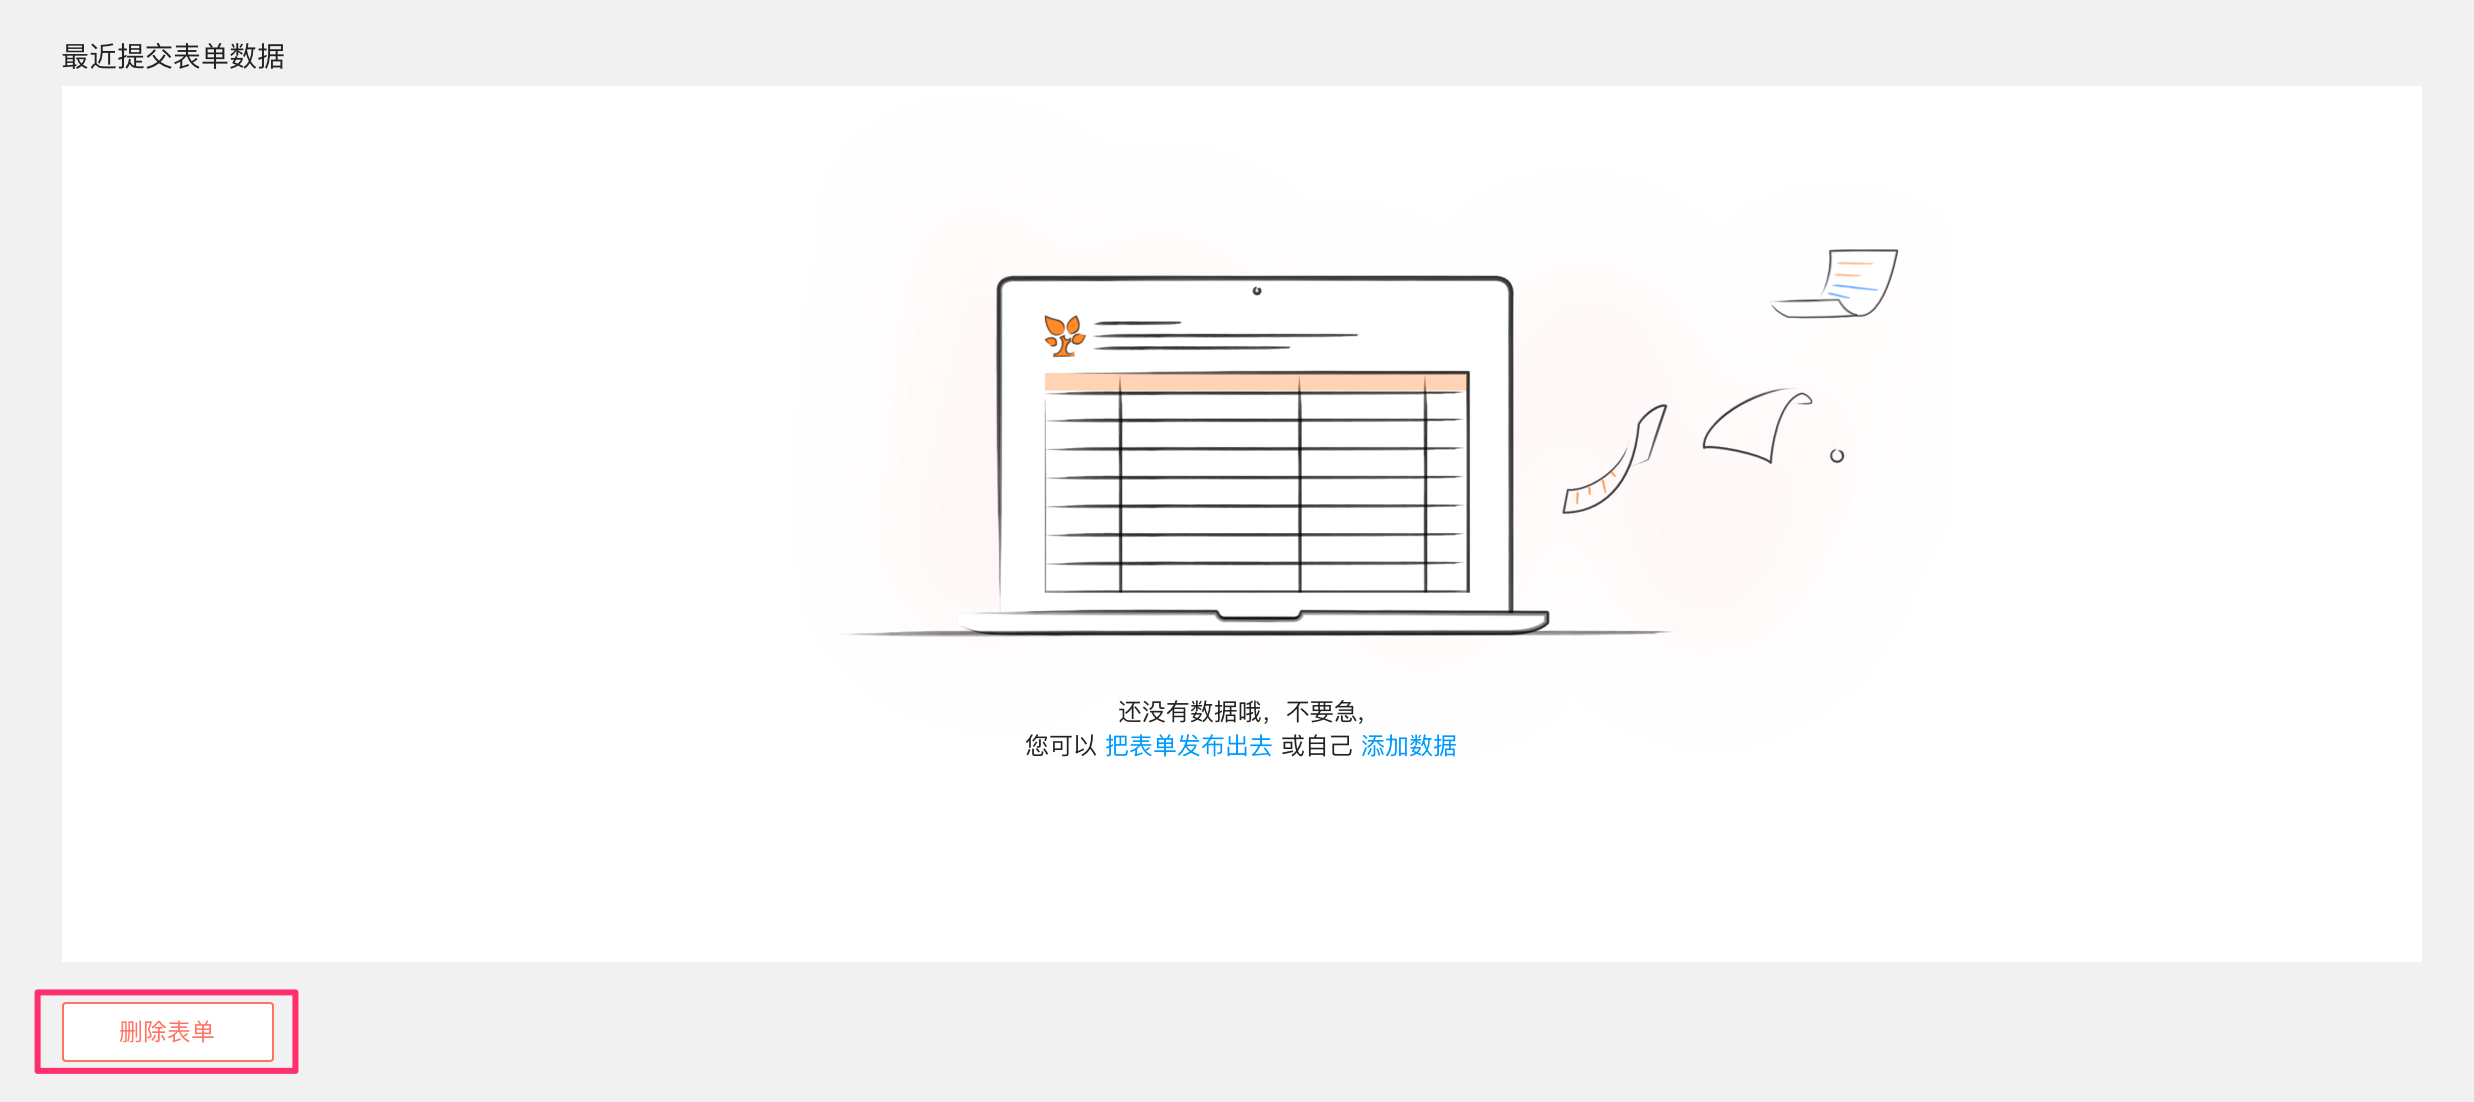 最近提交表单数据
还没有数据哦，不要急，
您可以 把表单发布出去 或自己 添加数据
删除表单